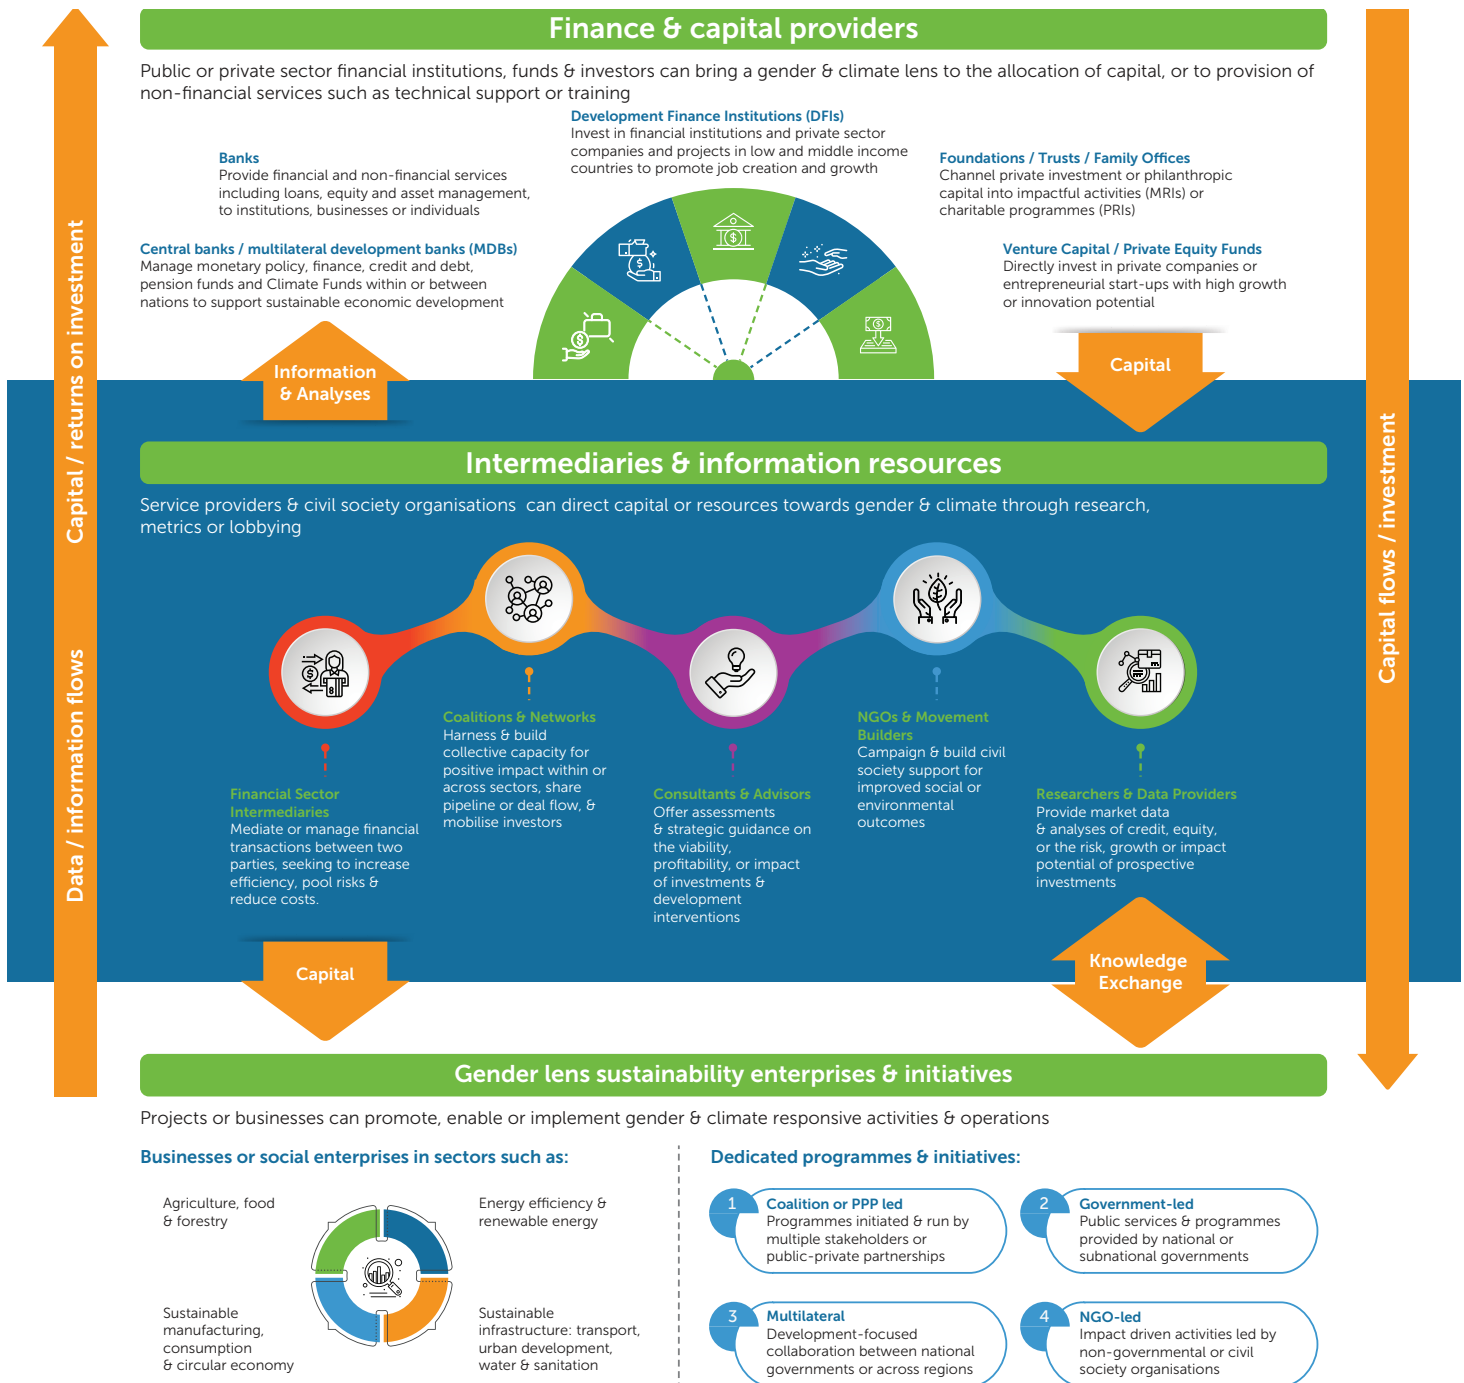 Finance & capital providers
Public or private sector financial institutions, funds & investors can bring a gender & climate lens to the allocation of capital, or to provision of
non-financial services such as technical support or training
Development Finance Institutions (DFIs)
Invest in financial institutions and private sector
companies and projects in low and middle income
countries to promote job creation and growth
Banks
Provide financial and non-financial services
including loans, equity and asset management,
to institutions, businesses or individuals
Foundations / Trusts / Family Offices
Channel private investment or philanthropic
capital into impactful activities (MRIs) or
charitable programmes (PRIs)
Central banks / multilateral development banks (MDBs)
Manage monetary policy, finance, credit and debt,
pension funds and Climate Funds within or between
nations to support sustainable economic development
Venture Capital / Private Equity Funds
Directly invest in private companies or
entrepreneurial start-ups with high growth
or innovation potential
Information
& Analyses
Capital
Capital / returns on investment
Data / information flows
Capital flows / investment
Intermediaries & information resources
Service providers & civil society organisations can direct capital or resources towards gender & climate through research,
metrics or lobbying
Financial Sector
Intermediaries
Mediate or manage financial
transactions between two
parties, seeking to increase
efficiency, pool risks &
reduce costs.
Coalitions & Networks
Harness & build
collective capacity for
positive impact within or
across sectors, share
pipeline or deal flow, &
mobilise investors
Consultants & Advisors
Offer assessments
& strategic guidance on
the viability,
profitability, or impact
of investments &
development
interventions
NGOs & Movement
Builders
Campaign & build civil
society support for
improved social or
environmental
outcomes
Researchers & Data Providers
Provide market data
& analyses of credit, equity,
or the risk, growth or impact
potential of prospective
investments
Capital
Knowledge
Exchange
Gender lens sustainability enterprises & initiatives
Projects or businesses can promote, enable or implement gender & climate responsive activities & operations
Businesses or social enterprises in sectors such as:
Agriculture, food
& forestry
Energy efficiency &
renewable energy
Sustainable
manufacturing,
consumption
& circular economy
Sustainable
infrastructure: transport,
urban development,
water & sanitation
Dedicated programmes & initiatives:
1
Coalition or PPP led
Programmes initiated & run by
multiple stakeholders or
public-private partnerships
2
Government-led
Public services & programmes
provided by national or
subnational governments
3
Multilateral
Development-focused
collaboration between national
governments or across regions
4
NGO-led
Impact driven activities led by
non-governmental or civil
society organisations